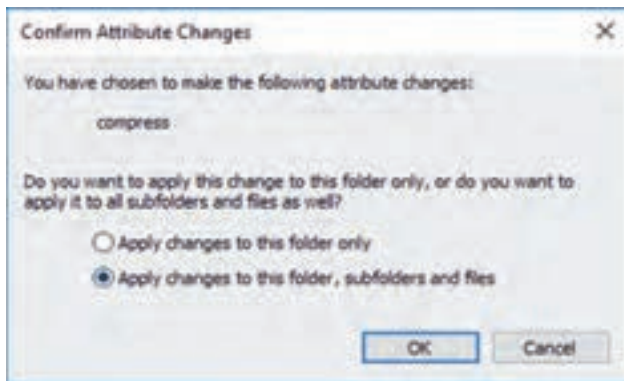 Confirm Attribute Changes
You have chosen to make the following attribute changes:
compress
Do you want to apply this change to this folder only, or do you want to
apply it to all subfolders and files as well?
Apply changes to this folder only
Apply changes to this folder, subfolders and files
OK
Cancel